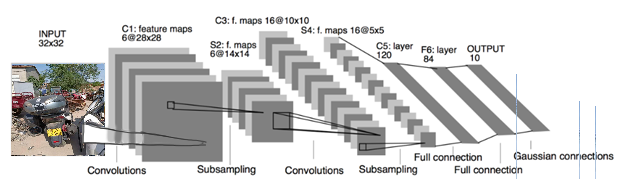 INPUT
32x32
C1: feature maps
6@28x28
S2: f. maps
6@14x14
C3: f. maps 16@10x10
S4: f. maps 16@5x5
C5: layer
120
F6: layer
84
OUTPUT
10
Convolutions
Subsampling
Convolutions
Subsampling
Full connection
Full connection
Gaussian connections